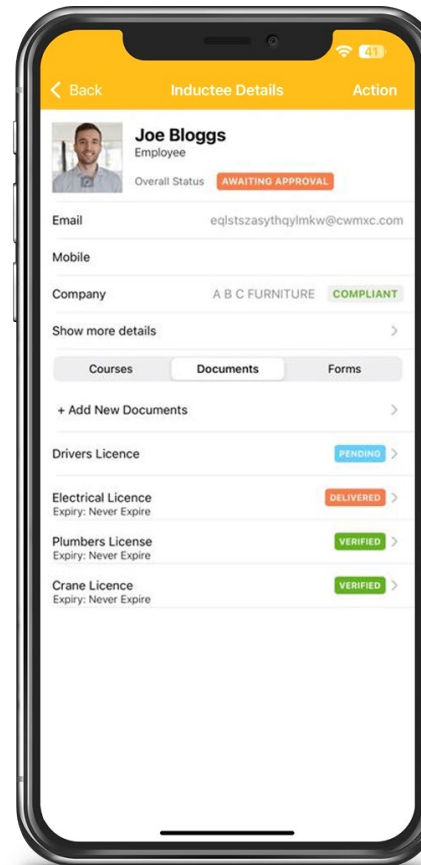 41
Back Inductee Details Action
Joe Bloggs
Employee
Overall Status AWAITING APPROVAL
Email eqlstszasythqylmkw@cwmxc.com
Mobile
Company A B C FURNITURE COMPLIANT
Show more details
Courses Documents Forms
+ Add New Documents
Drivers Licence PENDING
Electrical Licence DELIVERED
Expiry: Never Expire
Plumbers License VERIFIED
Expiry: Never Expire
Crane Licence VERIFIED
Expiry: Never Expire